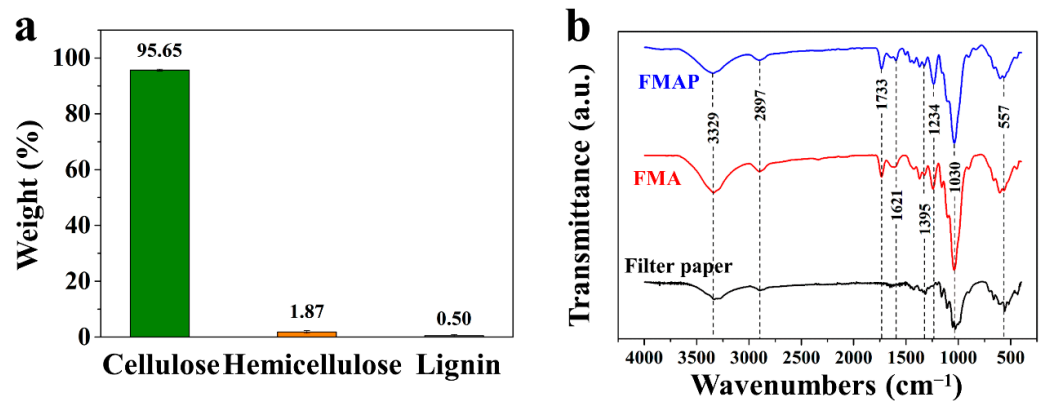 a
Weight (%)
100
80
60
40
20
0
95.65
1.87
0.50
Cellulose
Hemicellulose
Lignin
b
Transmittance (a.u.)
FMAP
FMA
Filter paper
3329
2897
1733
1621
1395
1234
1030
557
4000 3500 3000 2500 2000 1500 1000 500
Wavenumbers (cm⁻¹)